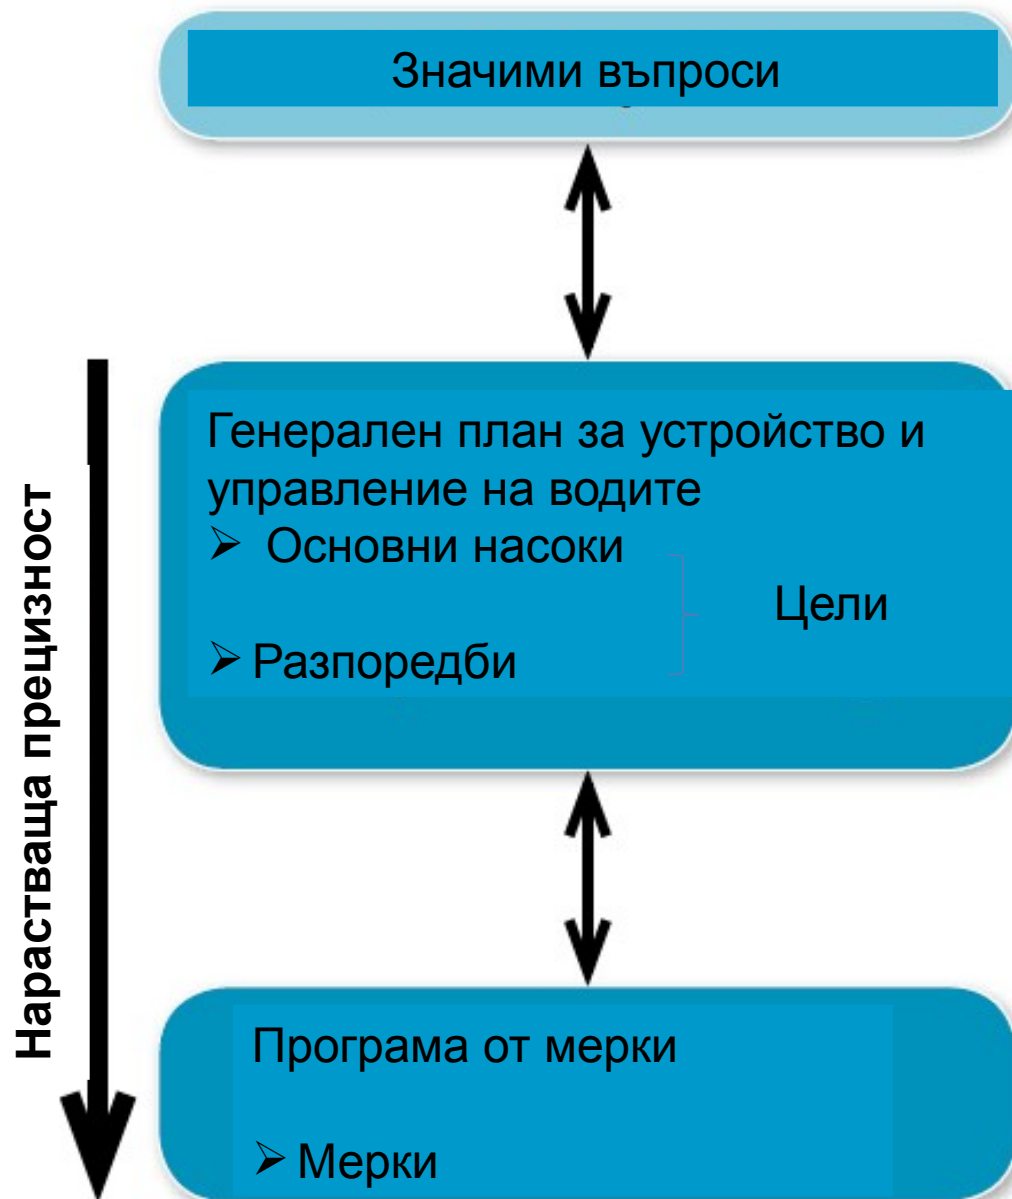 Значими въпроси
Генерален план за устройство и
управление на водите
➢ Основни насоки
Цели
➢ Разпоредби
Нарастваща прецизност
Програма от мерки
➢ Мерки